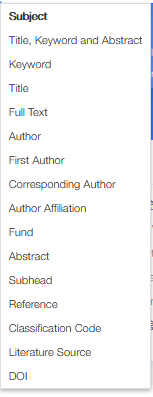 Subject
Title, Keyword and Abstract
Keyword
Title
Full Text
Author
First Author
Corresponding Author
Author Affiliation
Fund
Abstract
Subhead
Reference
Classification Code
Literature Source
DOI